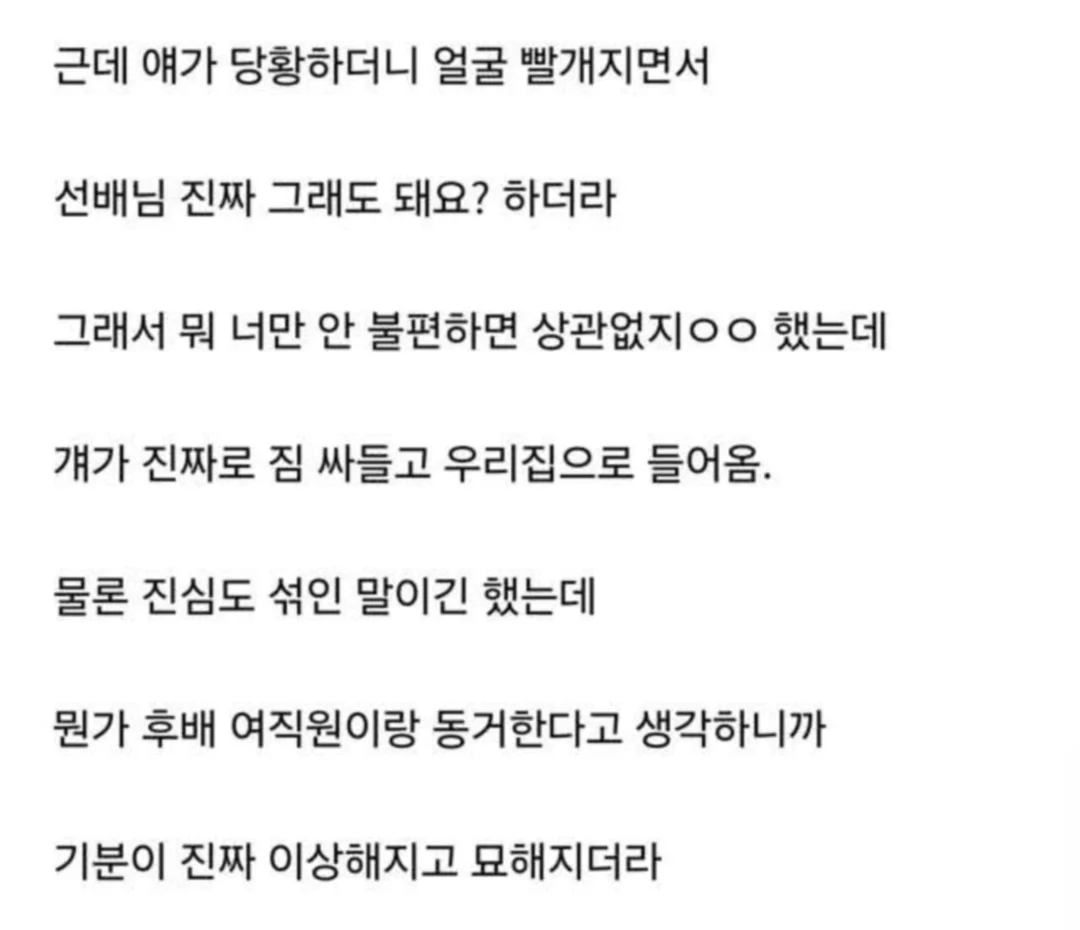 근데 얘가 당황하더니 얼굴 빨개지면서
선배님 진짜 그래도 돼요? 하더라
그래서 뭐 너만 안 불편하면 상관없지ㅇㅇ 했는데
걔가 진짜로 짐 싸들고 우리집으로 들어옴.
물론 진심도 섞인 말이긴 했는데
뭔가 후배 여직원이랑 동거한다고 생각하니까
기분이 진짜 이상해지고 묘해지더라